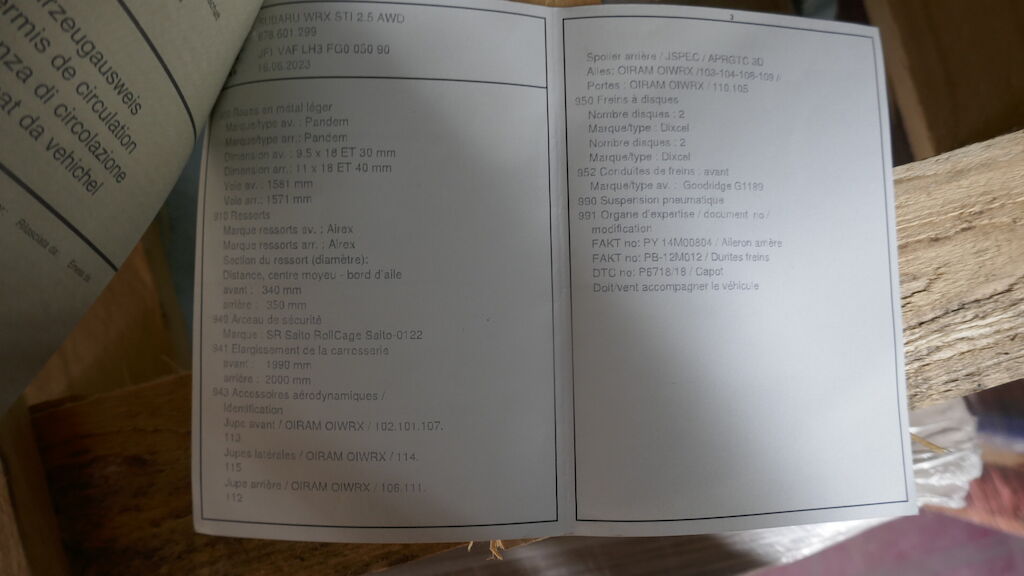 rzeugausweis
ermis de circulation
nza di circolazione
at da vehichel
SUBARU WRX STI 2.5 AWD
678.601.299
JF1 VAF LH3 FG0 050 90
16.06.2023
Roues en métal léger
Marque/type av. : Pandem
Marque/type arr.: Pandem
Dimension av. : 9.5 x 18 ET 30 mm
Dimension arr.: 11 x 18 ET 40 mm
Voie av. : 1581 mm
Voie arr.: 1571 mm
910 Ressorts
Marque ressorts av. : Airex
Marque ressorts arr. : Airex
Section du ressort (diamètre):
Distance, centre moyeu - bord d'aile
avant : 340 mm
arrière : 350 mm
940 Arceau de sécurité
Marque : SR Saito RollCage Saito-0122
941 Elargissement de la carrosserie
avant : 1990 mm
arrière : 2000 mm
943 Accessoires aérodynamiques /
Identification
Jupe avant / OIRAM OIWRX / 102.101.107.
113
Jupes latérales / OIRAM OIWRX / 114.
115
Jupe arrière / OIRAM OIWRX / 106.111.
112
3
Spoiler arrière / JSPEC / APRGTC 3D
Ailes: OIRAM OIWRX /103-104-108-109 /
Portes : OIRAM OIWRX / 110.105
950 Freins à disques
Nombre disques : 2
Marque/type : Dixcel
Nombre disques : 2
Marque/type : Dixcel
952 Conduites de freins : avant
Marque/type av. : Goodridge G1189
990 Suspension pneumatique
991 Organe d'expertise / document no /
modification
FAKT no: PY 14M00804 / Aileron arrière
FAKT no: PB-12M012 / Durites freins
DTC no: P6718/18 / Capot
Doivent accompagner le véhicule